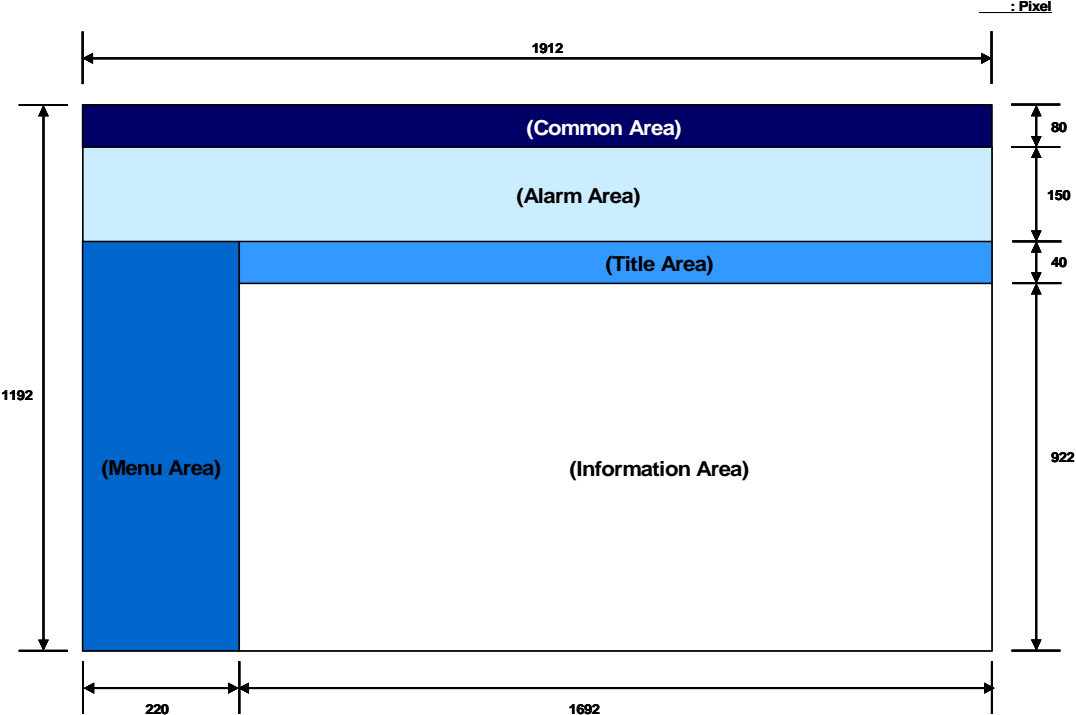 : Pixel
1912
(Common Area)
80
(Alarm Area)
150
(Title Area)
40
1192
(Menu Area)
(Information Area)
922
220
1692